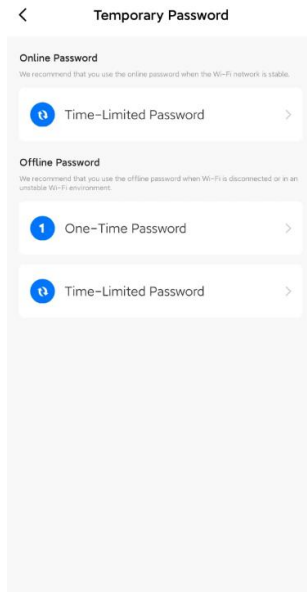 Temporary Password
Online Password
We recommend that you use the online password when the Wi-Fi network is stable.
Time-Limited Password
Offline Password
We recommend that you use the offline password when Wi-Fi is disconnected or in an
unstable Wi-Fi environment.
1 One-Time Password
Time-Limited Password